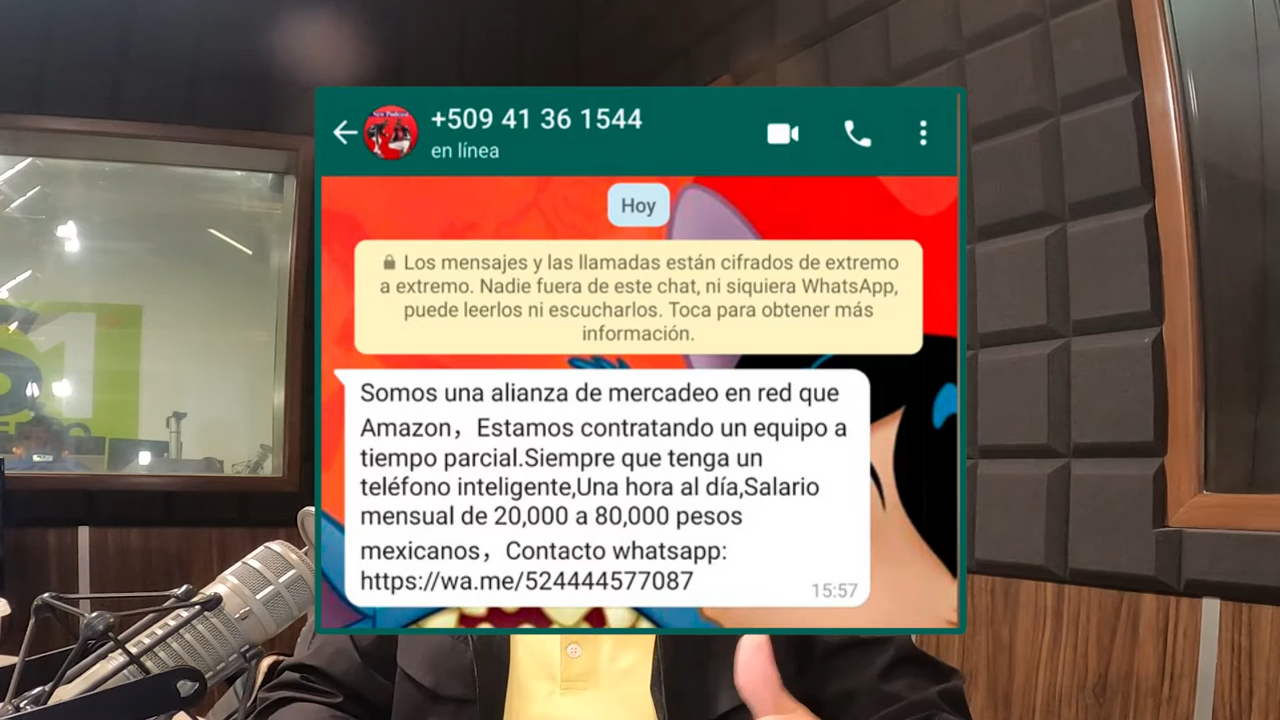 +509 41 36 1544
en línea
Hoy
Los mensajes y las llamadas están cifrados de extremo
a extremo. Nadie fuera de este chat, ni siquiera WhatsApp,
puede leerlos ni escucharlos. Toca para obtener más
información.
Somos una alianza de mercadeo en red que
Amazon，Estamos contratando un equipo a
tiempo parcial.Siempre que tenga un
teléfono inteligente,Una hora al día,Salario
mensual de 20,000 a 80,000 pesos
mexicanos，Contacto whatsapp:
https://wa.me/524444577087
15:57